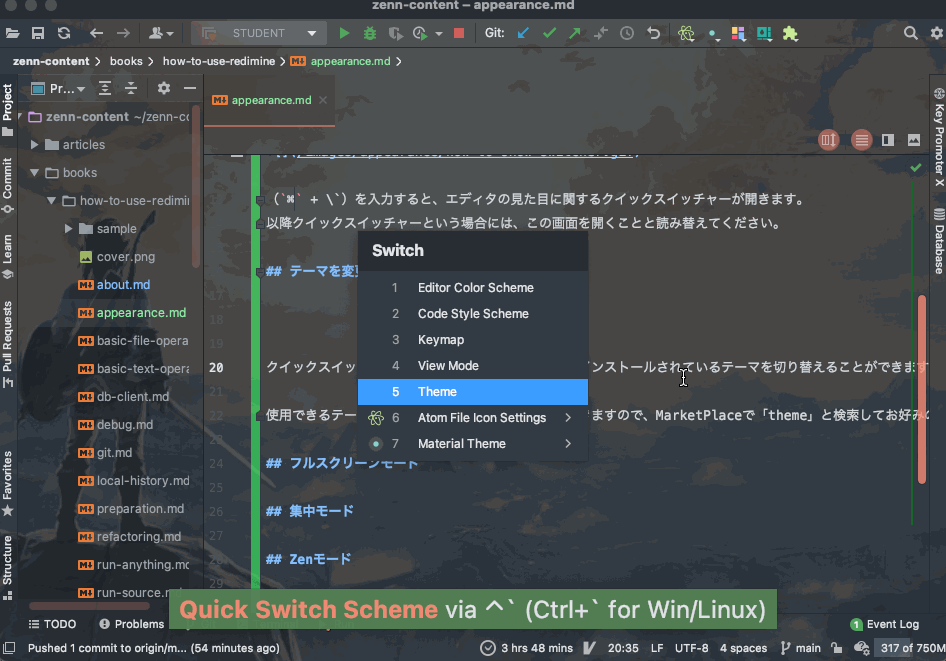 zenn-content – appearance.md
STUDENT
Git:
zenn-content
books
how-to-use-redimine
appearance.md
Project
Commit
Learn
Pull Requests
Favorites
Structure
Pr...
zenn-content ~/zenn-cc
articles
books
how-to-use-redimin
sample
cover.png
about.md
appearance.md
basic-file-opera
basic-text-opera
db-client.md
debug.md
git.md
local-history.md
preparation.md
refactoring.md
run-anything.md
run-source.m
appearance.md
(`⌘` + \`）を入力すると、エディタの見た目に関するクイックスイッチャーが開きます。
以降クイックスイッチャーという場合には、この画面を開くことと読み替えてください。
## テーマを変更
18
19
20
クイックスイッ
ンストールされているテーマを切り替えることができます
21
22
使用できるテー
きますので、MarketPlaceで「theme」と検索してお好み
24
## フルスクリーンモード
25
26
## 集中モード
27
28
## Zenモード
29
Switch
1 Editor Color Scheme
2 Code Style Scheme
3 Keymap
4 View Mode
5 Theme
6 Atom File Icon Settings
7 Material Theme
Key Promoter X
Database
Quick Switch Scheme via ^` (Ctrl+` for Win/Linux)
TODO
Problems
1 Event Log
Pushed 1 commit to origin/m... (54 minutes ago)
3 hrs 48 mins
20:35
LF
UTF-8
4 spaces
main
317 of 750M